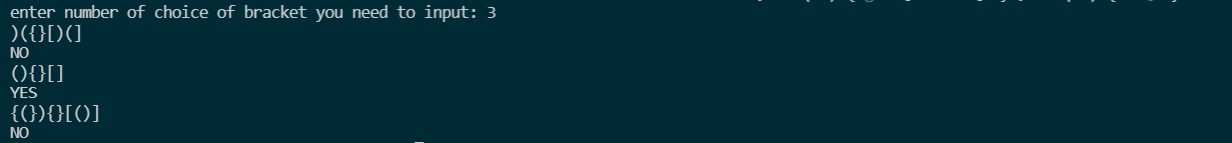 enter number of choice of bracket you need to input: 3
)({}[)(]
NO
(){}[]
YES
{(}){}[()]
NO